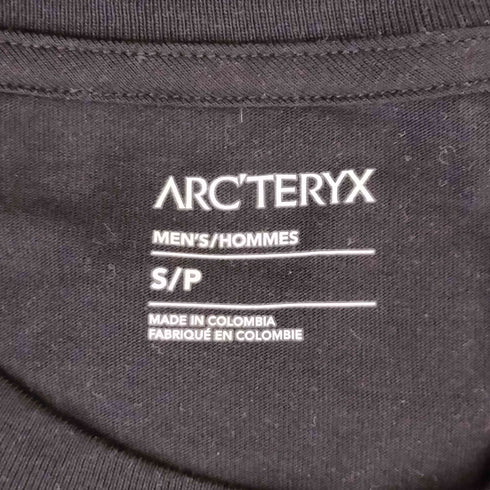 ARC'TERYX
MEN'S/HOMMES
S/P
MADE IN COLOMBIA
FABRIQUÉ EN COLOMBIE